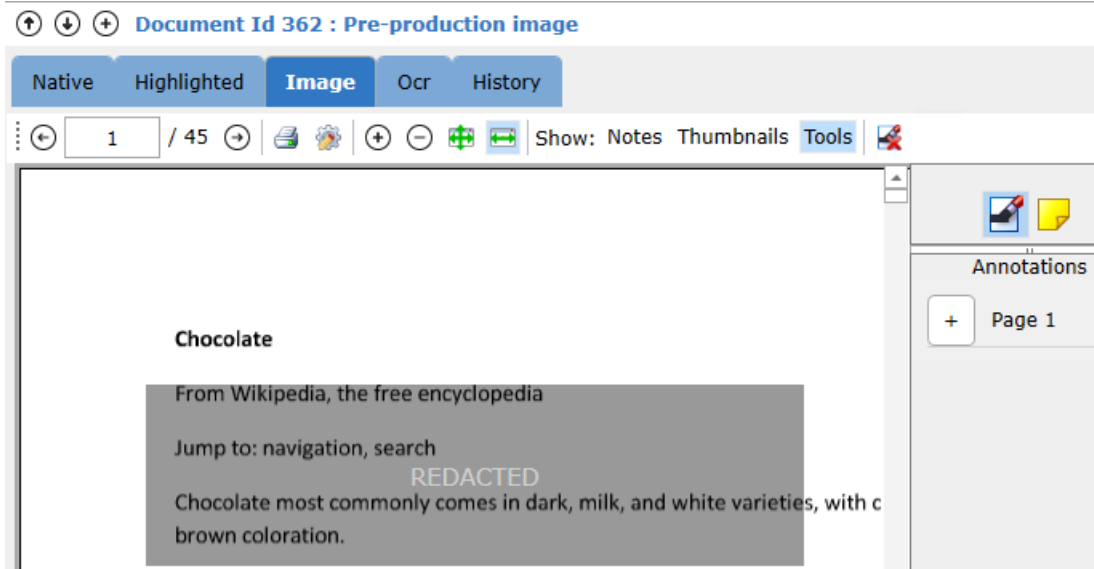 Document Id 362 : Pre-production image
Native Highlighted Image Ocr History
1 / 45 Show: Notes Thumbnails Tools
Annotations
+ Page 1
Chocolate
From Wikipedia, the free encyclopedia
Jump to: navigation, search
REDACTED
Chocolate most commonly comes in dark, milk, and white varieties, with c
brown coloration.